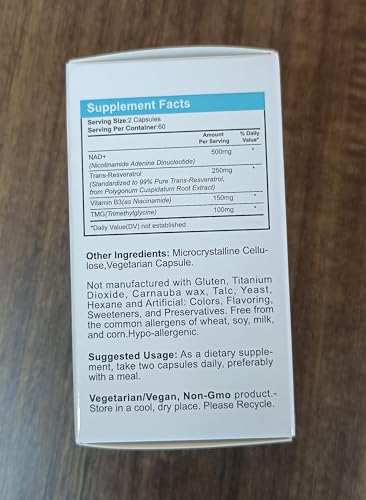 Supplement Facts
Serving Size:2 Capsules
Serving Per Container:60
Amount Per Serving % Daily Value*
NAD+ 500mg *
(Nicotinamide Adenine Dinucleotide)
Trans-Resveratrol 250mg *
(Standardized to 99% Pure Trans-Resveratrol,
from Polygonum Cuspidatum Root Extract)
Vitamin B3(as Niacinamide) 150mg *
TMG(Trimethylglycine) 100mg *
*Daily Value(DV) not established
Other Ingredients: Microcrystalline Cellu-
lose,Vegetarian Capsule.
Not manufactured with Gluten, Titanium
Dioxide, Carnauba wax, Talc, Yeast,
Hexane and Artificial: Colors, Flavoring,
Sweeteners, and Preservatives. Free from
the common allergens of wheat, soy, milk,
and corn.Hypo-allergenic.
Suggested Usage: As a dietary supple-
ment, take two capsules daily, preferably
with a meal.
Vegetarian/Vegan, Non-Gmo product.-
Store in a cool, dry place. Please Recycle.